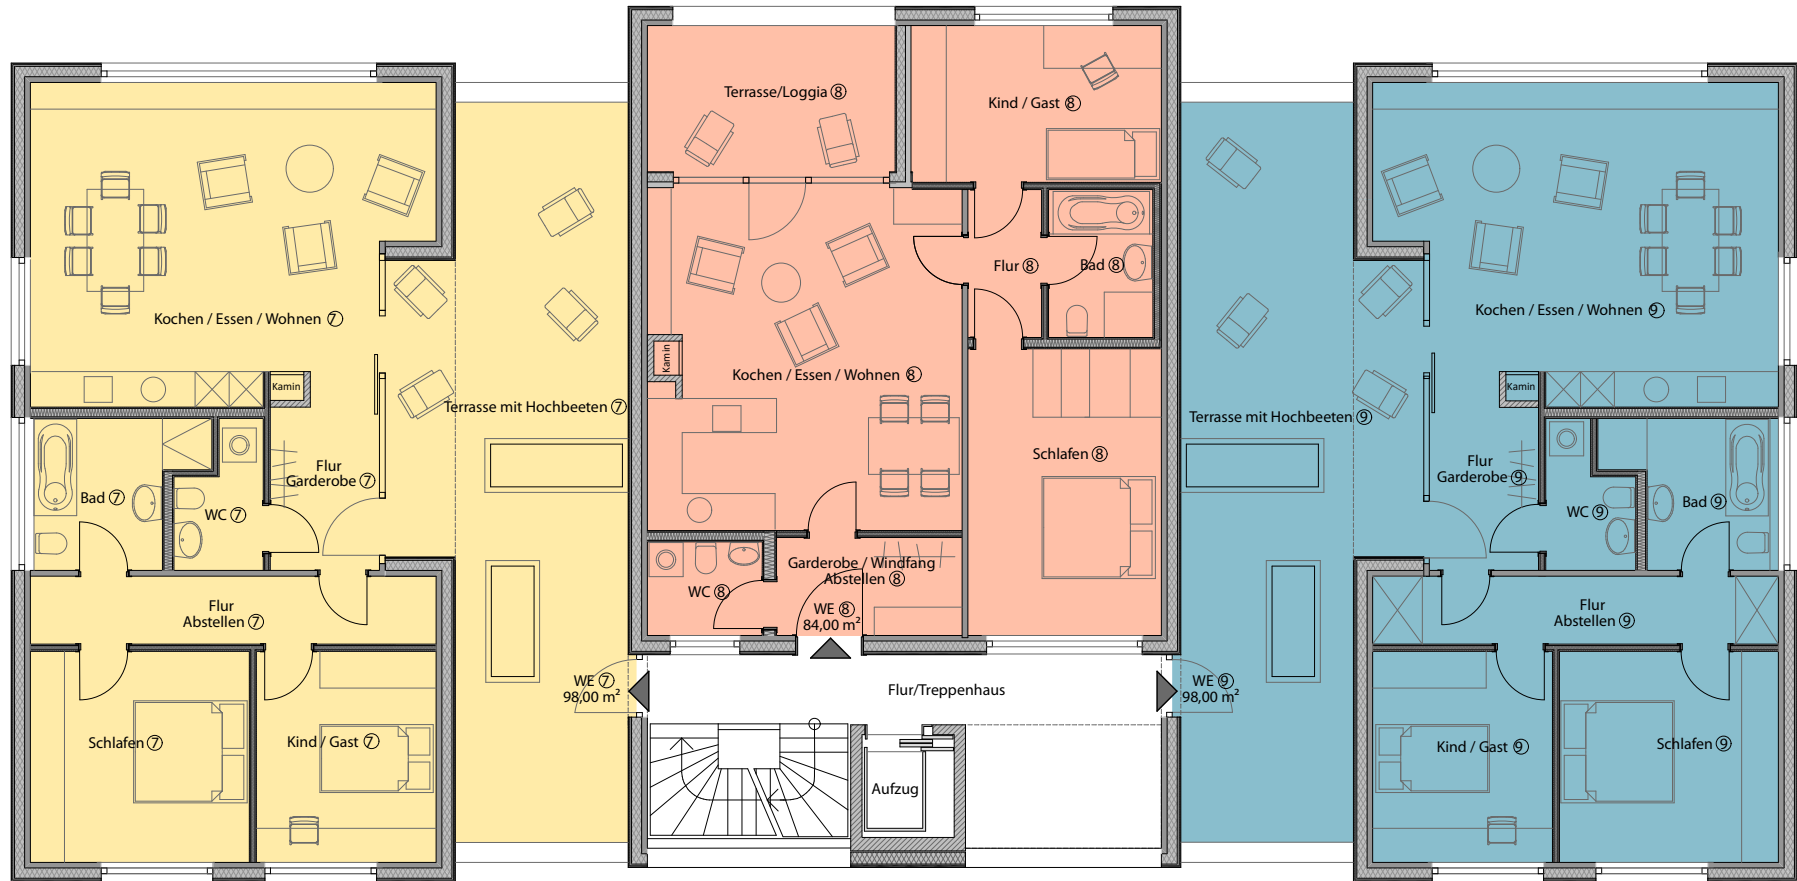 Terrasse/Loggia ⑧
Kind / Gast ⑧
Kochen / Essen / Wohnen ⑦
Kamin
Terrasse mit Hochbeeten ⑦
Flur
Garderobe ⑦
Bad ⑦
WC ⑦
Flur
Abstellen ⑦
Schlafen ⑦
Kind / Gast ⑦
WE ⑦
98,00 m²
Flur ⑧
Bad ⑧
Kamin
Kochen / Essen / Wohnen ⑧
Schlafen ⑧
Garderobe / Windfang
Abstellen ⑧
WC ⑧
WE ⑧
84,00 m²
Flur/Treppenhaus
Aufzug
Kochen / Essen / Wohnen ⑨
Kamin
Terrasse mit Hochbeeten ⑨
Flur
Garderobe ⑨
WC ⑨
Bad ⑨
Flur
Abstellen ⑨
WE ⑨
98,00 m²
Kind / Gast ⑨
Schlafen ⑨